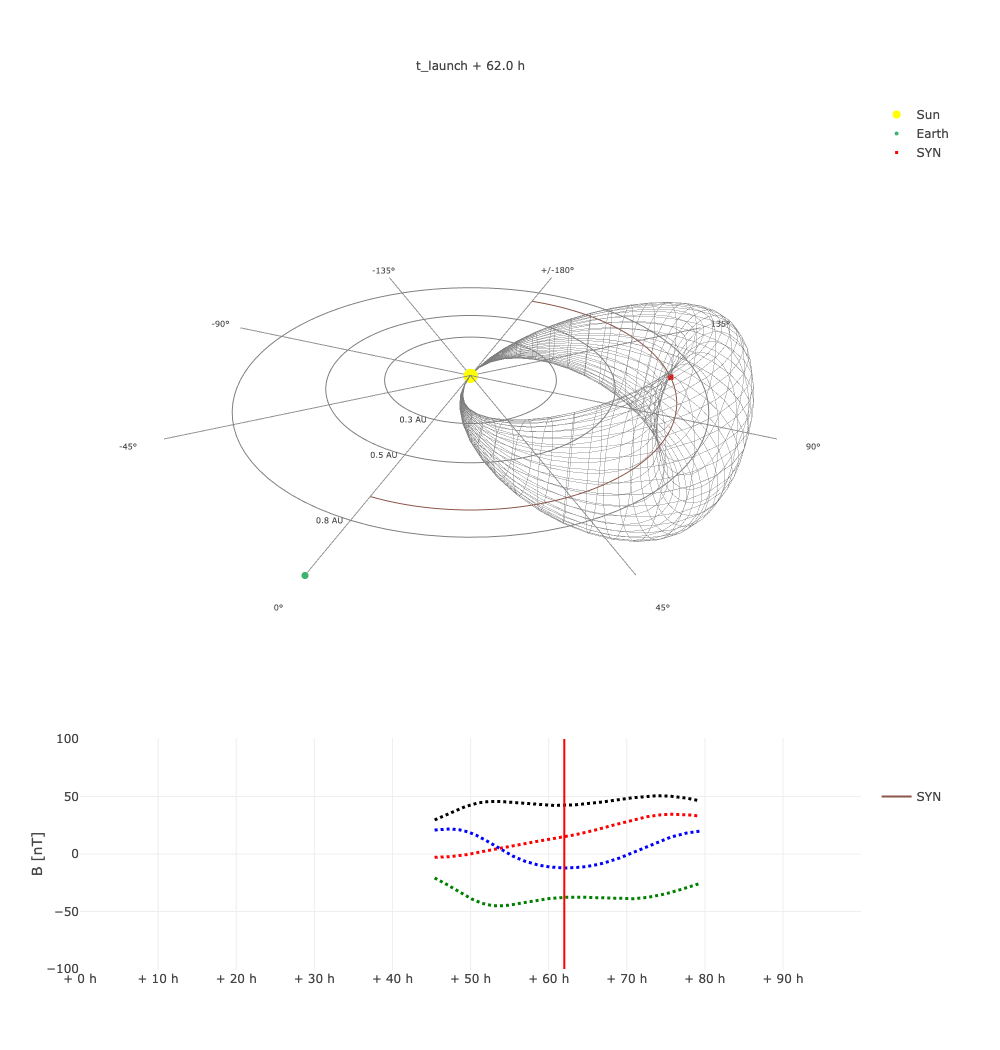 t_launch + 62.0 h
Sun
Earth
SYN
-135°
+/-180°
-90°
135°
0.3 AU
-45°
90°
0.5 AU
0.8 AU
0°
45°
100
50
0
−50
−100
B [nT]
SYN
+ 0 h
+ 10 h
+ 20 h
+ 30 h
+ 40 h
+ 50 h
+ 60 h
+ 70 h
+ 80 h
+ 90 h